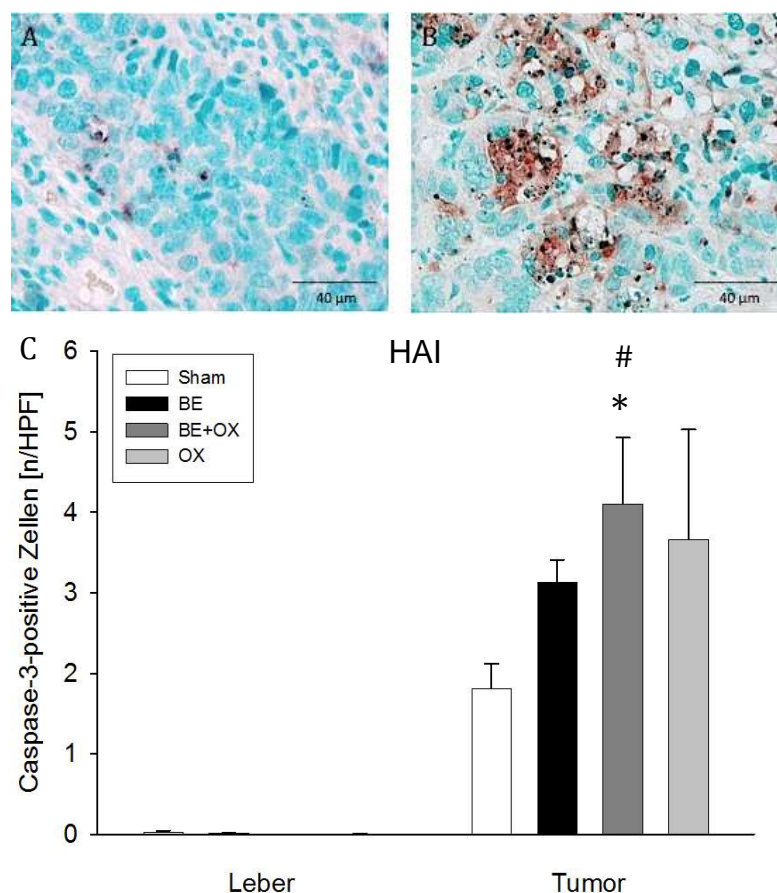 A
B
40 µm
40 µm
C
HAI
#
*
Sham
BE
BE+OX
OX
Caspase-3-positive Zellen [n/HPF]
6
5
4
3
2
1
0
Leber
Tumor